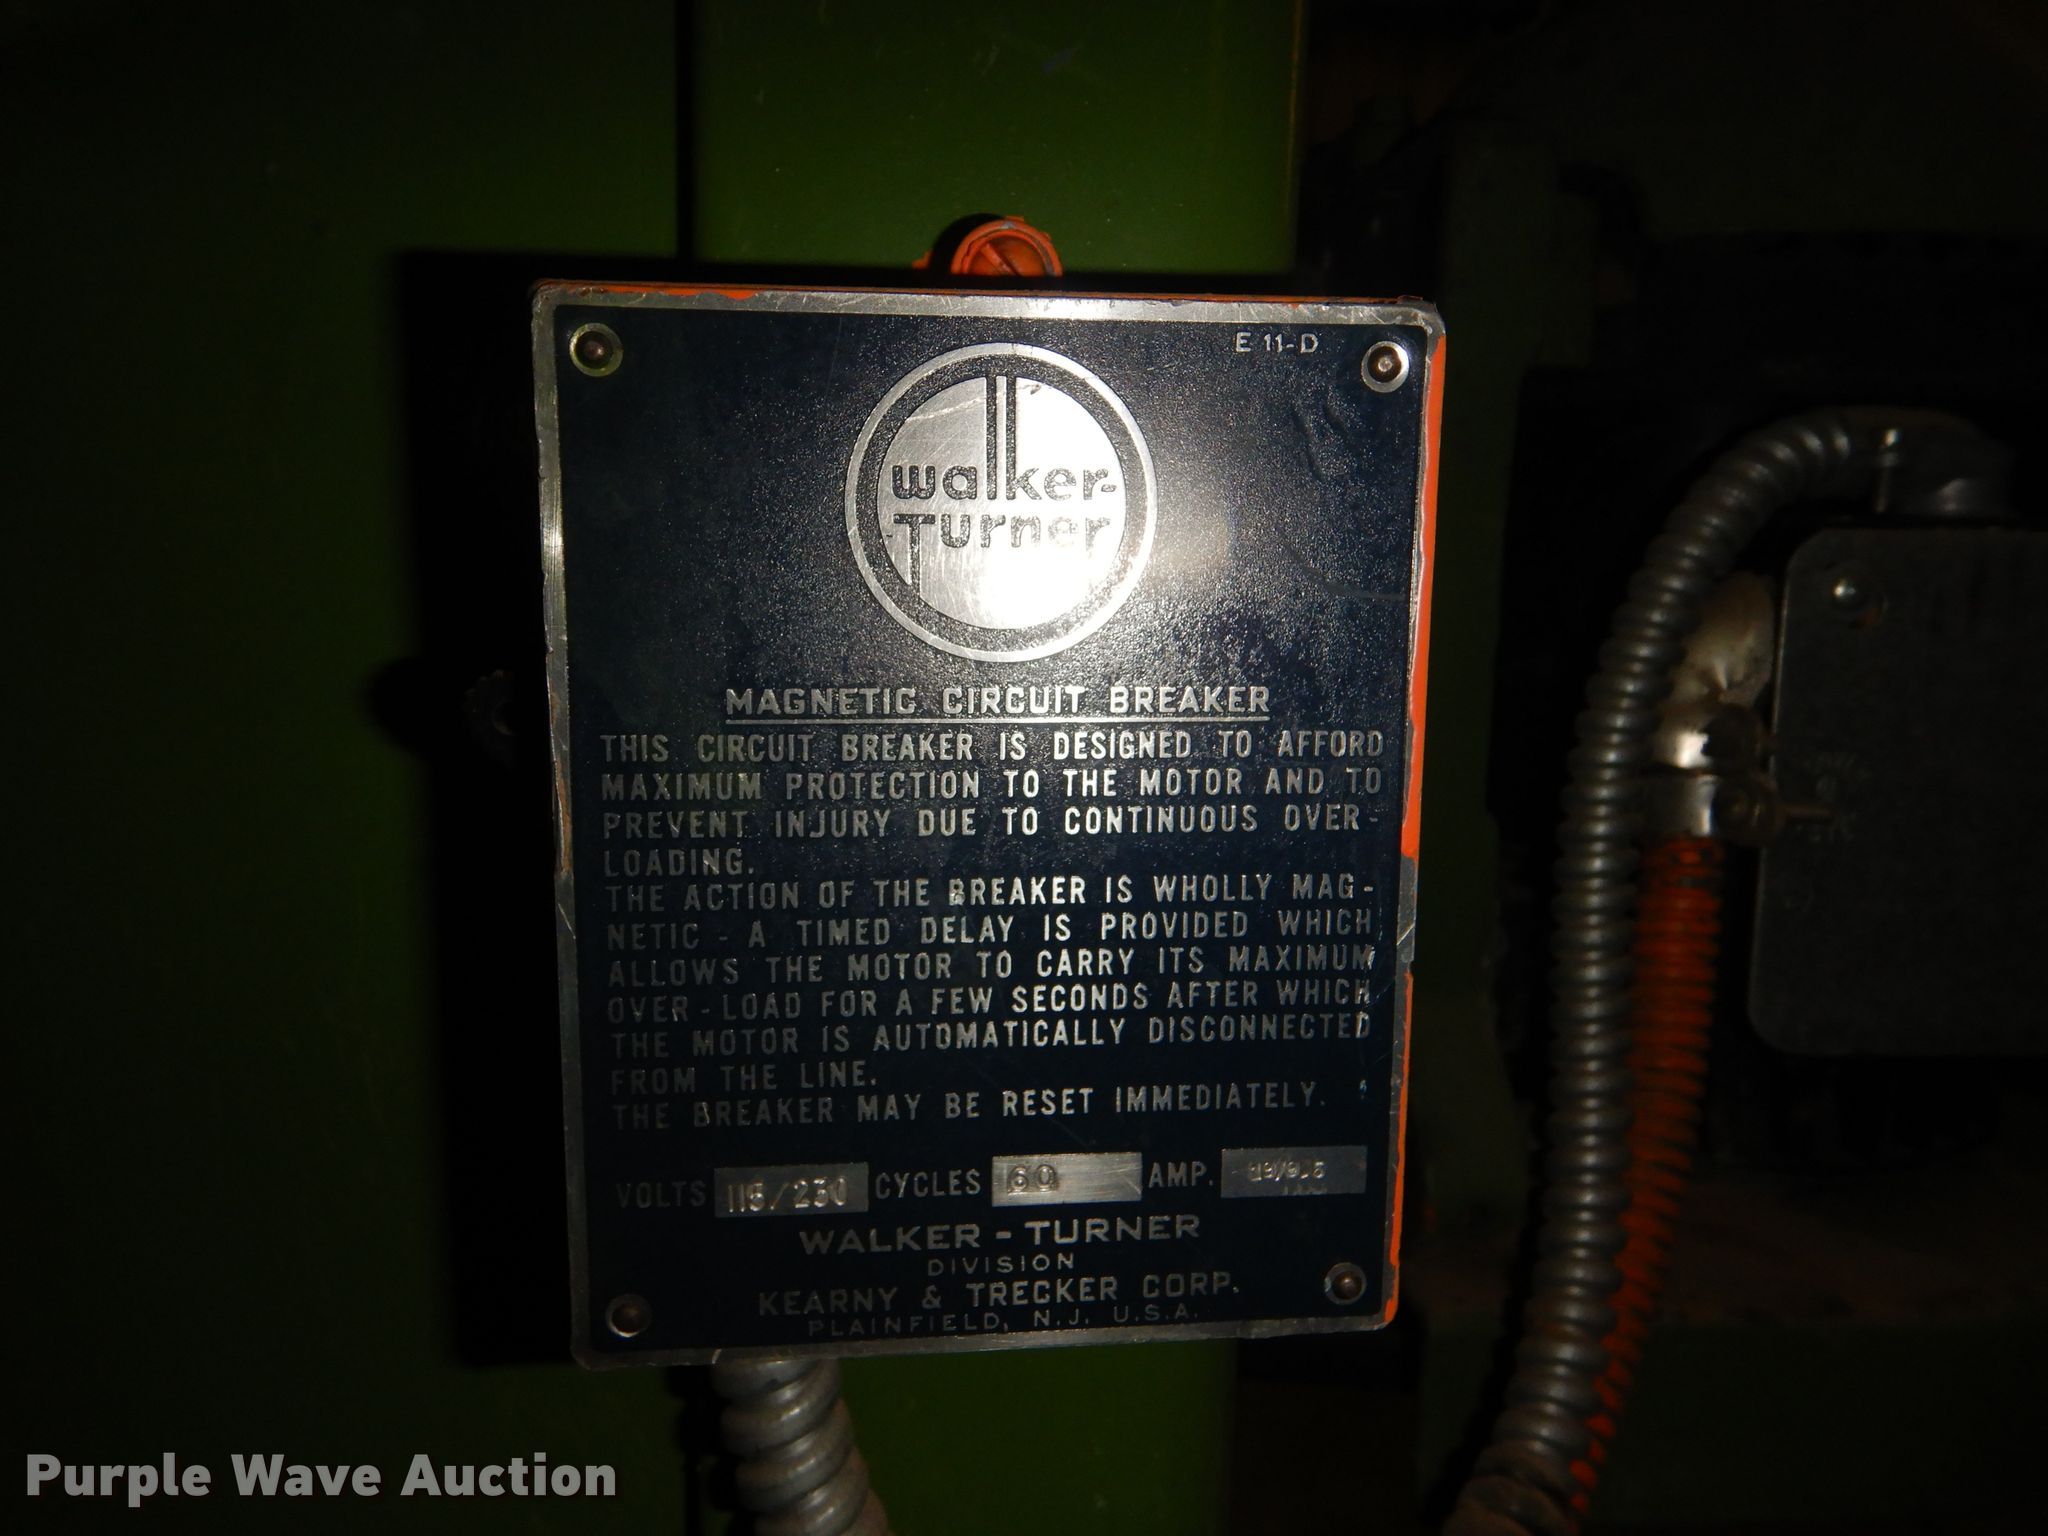 E 11-D
walker-
Turner
MAGNETIC CIRCUIT BREAKER
THIS CIRCUIT BREAKER IS DESIGNED TO AFFORD
MAXIMUM PROTECTION TO THE MOTOR AND TO
PREVENT INJURY DUE TO CONTINUOUS OVER-
LOADING.
THE ACTION OF THE BREAKER IS WHOLLY MAG-
NETIC - A TIMED DELAY IS PROVIDED WHICH
ALLOWS THE MOTOR TO CARRY ITS MAXIMUM
OVER-LOAD FOR A FEW SECONDS AFTER WHICH
THE MOTOR IS AUTOMATICALLY DISCONNECTED
FROM THE LINE.
THE BREAKER MAY BE RESET IMMEDIATELY.
VOLTS 115/230 CYCLES 60 AMP. 
WALKER-TURNER
DIVISION
KEARNY & TRECKER CORP.
PLAINFIELD, N.J. U.S.A.
Purple Wave Auction